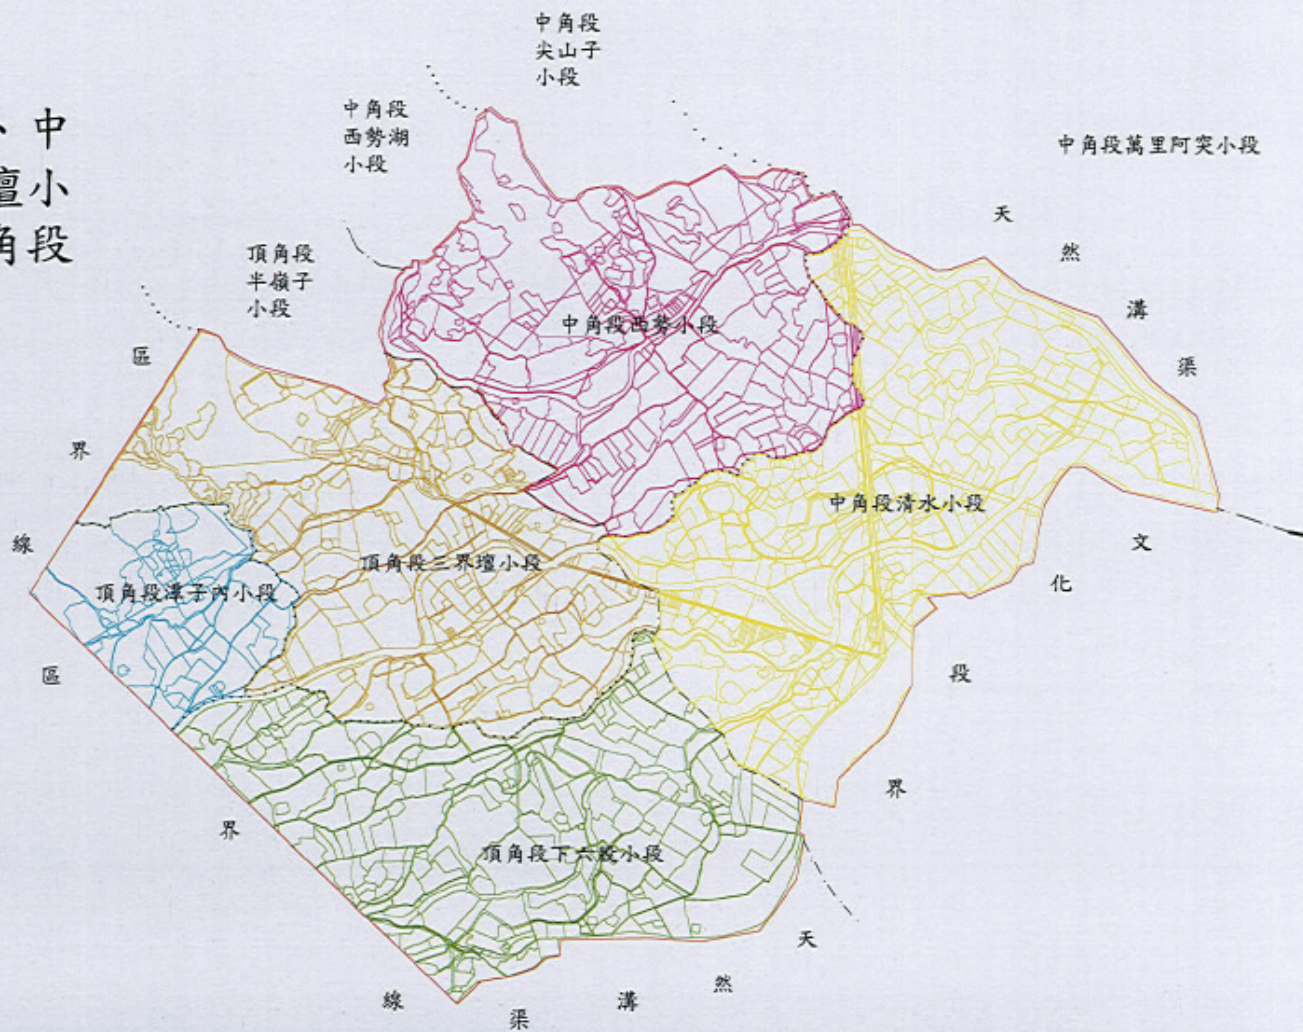 中角段
尖山子
小段
中角段
西勢湖
小段
中角段萬里阿突小段
、中
壇小
角段
頂角段
半嶺子
小段
天然溝渠
區界線
中角段西勢小段
中角段清水小段
頂角段三界壇小段
頂角段潭子內小段
文化段界
區界線
頂角段下六股小段
天然溝渠